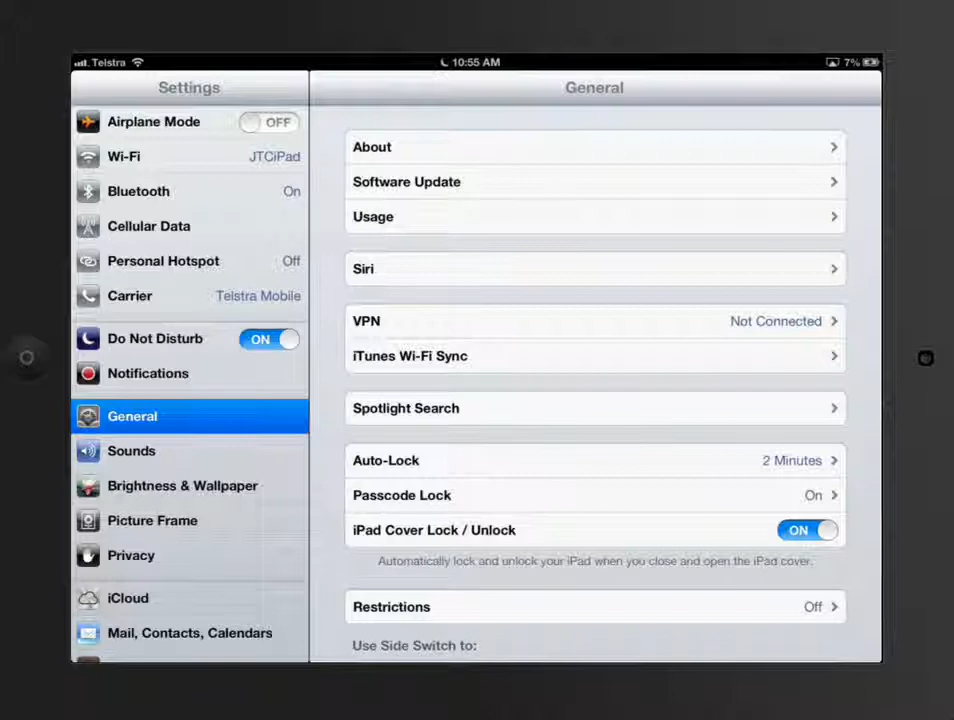 Telstra 10:55 AM 7%
Settings
General
Airplane Mode OFF
Wi-Fi JTCiPad
Bluetooth On
Cellular Data
Personal Hotspot Off
Carrier Telstra Mobile
Do Not Disturb ON
Notifications
General
Sounds
Brightness & Wallpaper
Picture Frame
Privacy
iCloud
Mail, Contacts, Calendars
About
Software Update
Usage
Siri
VPN Not Connected
iTunes Wi-Fi Sync
Spotlight Search
Auto-Lock 2 Minutes
Passcode Lock On
iPad Cover Lock / Unlock ON
Automatically lock and unlock your iPad when you close and open the iPad cover.
Restrictions Off
Use Side Switch to: